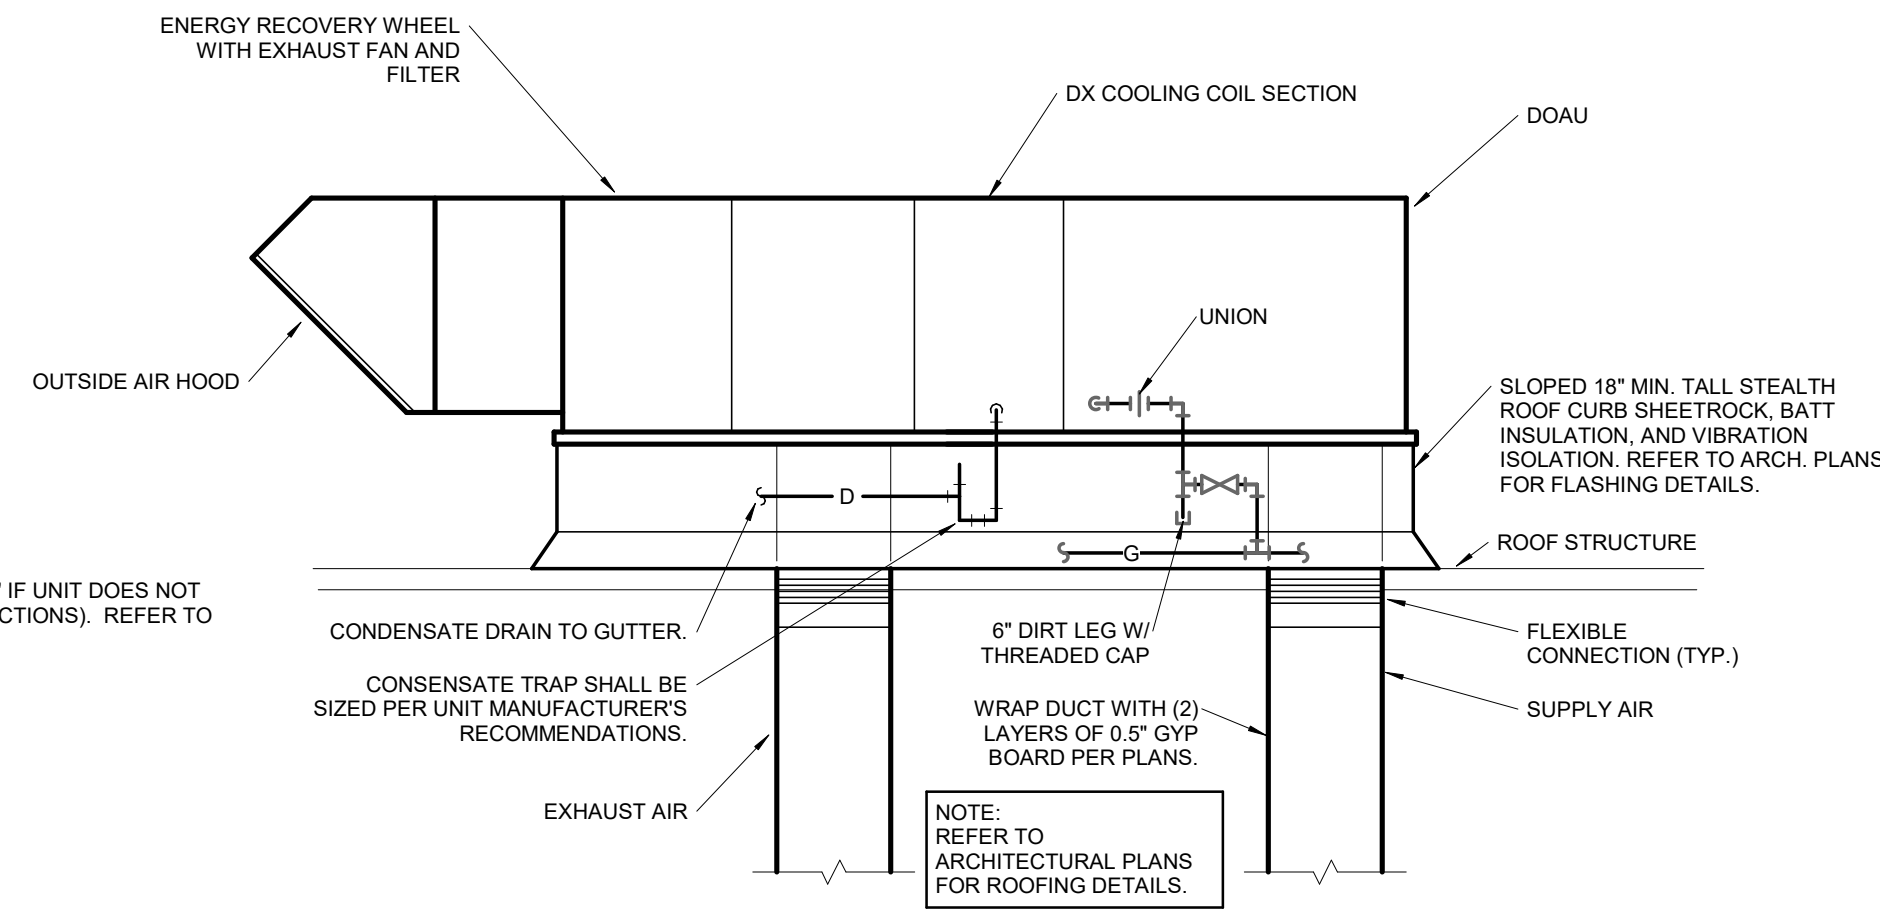 ENERGY RECOVERY WHEEL
WITH EXHAUST FAN AND
FILTER
DX COOLING COIL SECTION
DOAU
UNION
OUTSIDE AIR HOOD
SLOPED 18" MIN. TALL STEALTH
ROOF CURB SHEETROCK, BATT
INSULATION, AND VIBRATION
ISOLATION. REFER TO ARCH. PLANS
FOR FLASHING DETAILS.
D
G
ROOF STRUCTURE
" IF UNIT DOES NOT
CTIONS). REFER TO
CONDENSATE DRAIN TO GUTTER.
6" DIRT LEG W/
THREADED CAP
FLEXIBLE
CONNECTION (TYP.)
CONSENSATE TRAP SHALL BE
SIZED PER UNIT MANUFACTURER'S
RECOMMENDATIONS.
WRAP DUCT WITH (2)
LAYERS OF 0.5" GYP
BOARD PER PLANS.
SUPPLY AIR
EXHAUST AIR
NOTE:
REFER TO
ARCHITECTURAL PLANS
FOR ROOFING DETAILS.